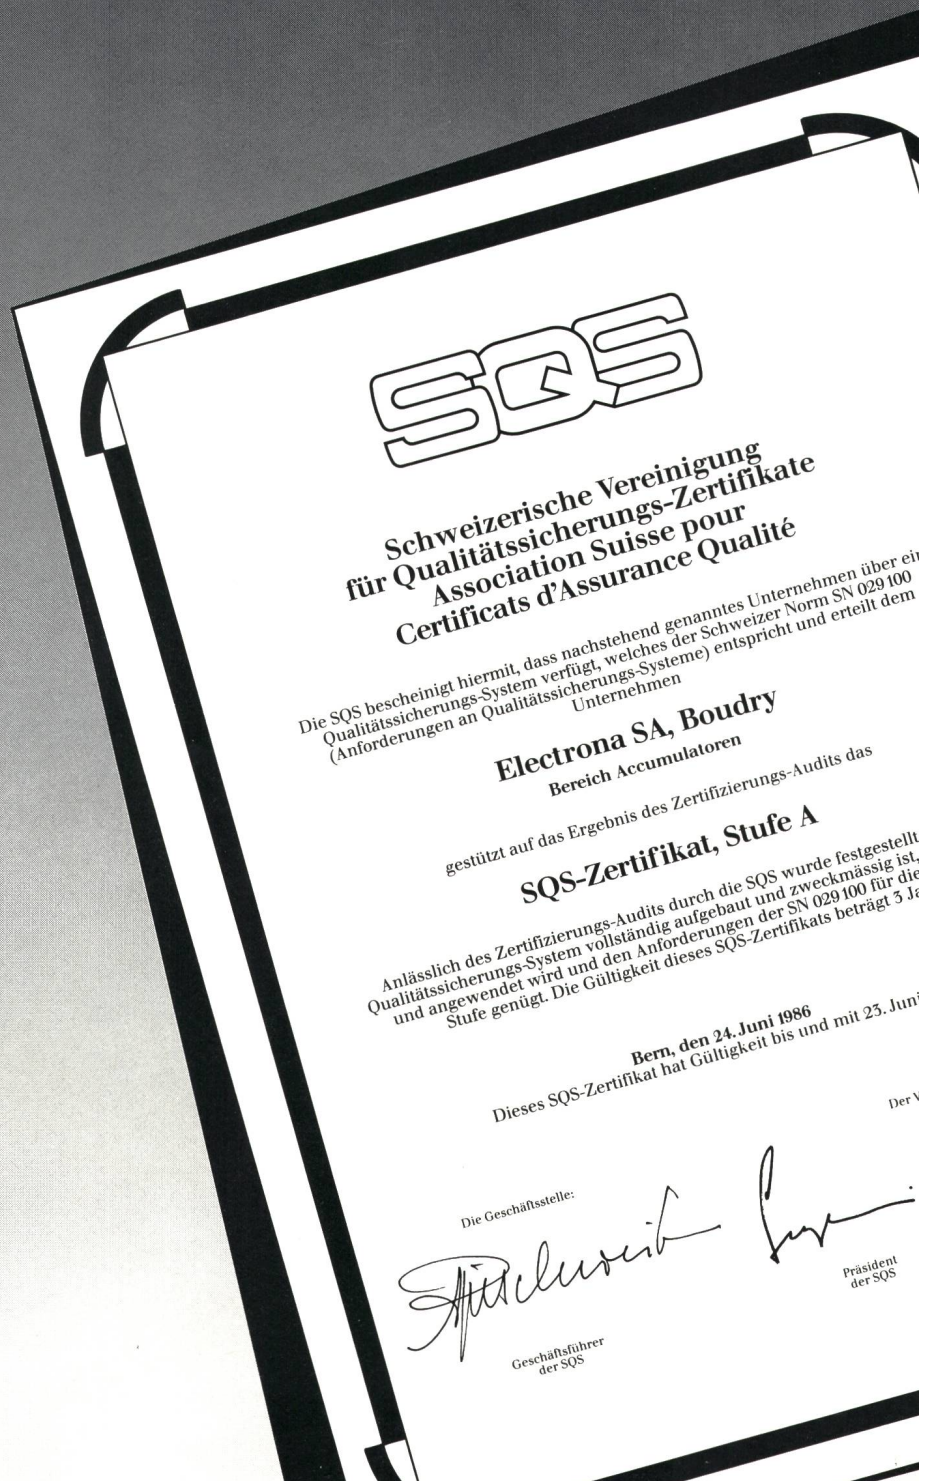 SQS
Schweizerische Vereinigung
für Qualitätssicherungs-Zertifikate
Association Suisse pour
Certificats d'Assurance Qualité
Die SQS bescheinigt hiermit, dass nachstehend genanntes Unternehmen über ein
Qualitätssicherungs-System verfügt, welches der Schweizer Norm SN 029 100
(Anforderungen an Qualitätssicherungs-Systeme) entspricht und erteilt dem
Unternehmen
Electrona SA, Boudry
Bereich Accumulatoren
gestützt auf das Ergebnis des Zertifizierungs-Audits das
SQS-Zertifikat, Stufe A
Anlässlich des Zertifizierungs-Audits durch die SQS wurde festgestellt
Qualitätssicherungs-System vollständig aufgebaut und zweckmässig ist,
und angewendet wird und den Anforderungen der SN 029 100 für die
Stufe genügt. Die Gültigkeit dieses SQS-Zertifikats beträgt 3 Ja
Bern, den 24. Juni 1986
Dieses SQS-Zertifikat hat Gültigkeit bis und mit 23. Juni
Der V
Die Geschäftsstelle:
Präsident
der SQS
Geschäftsführer
der SQS